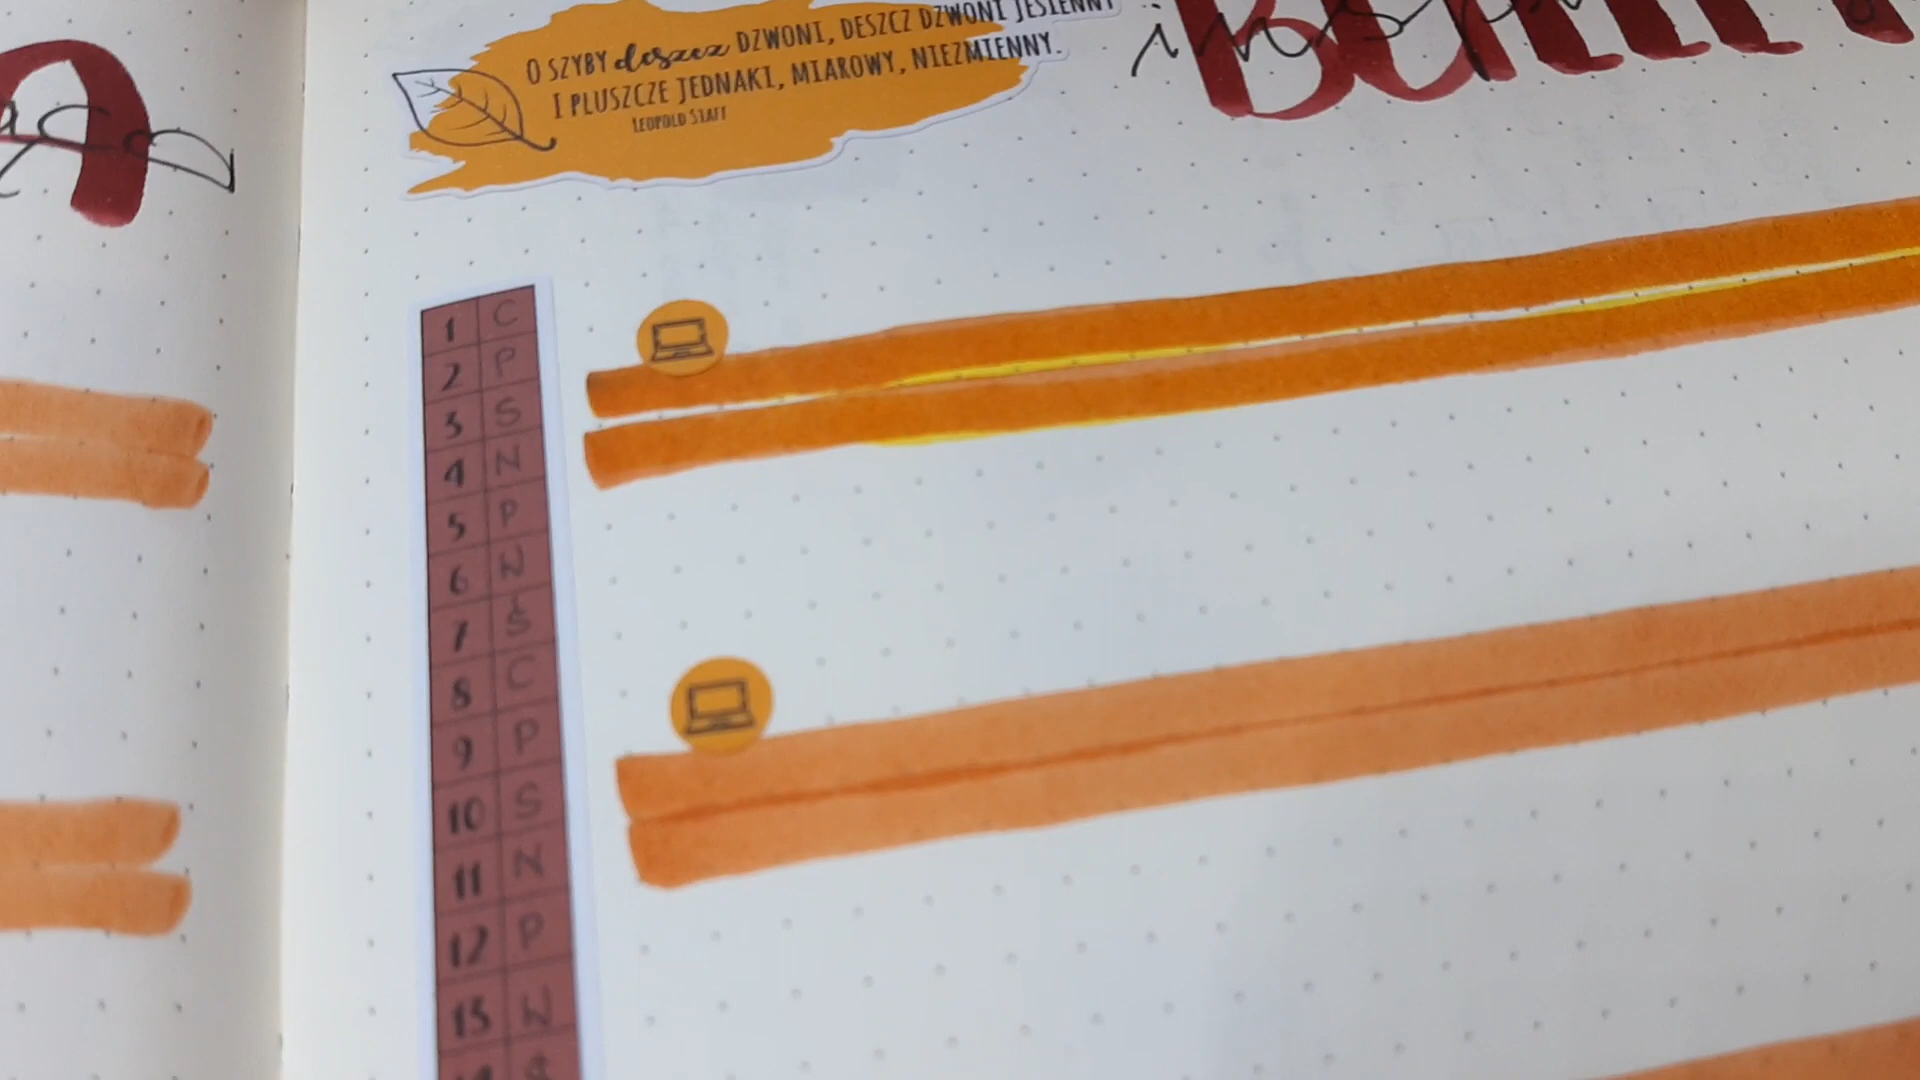 O SZYBY deszcz DZWONI, DESZCZ DZWONI JESIENNY
I PLUSZCZE JEDNAKI, MIAROWY, NIEZMIENNY.
LEOPOLD STAFF
1 C
2 P
3 S
4 N
5 P
6 W
7 Ś
8 C
9 P
10 S
11 N
12 P
13 W